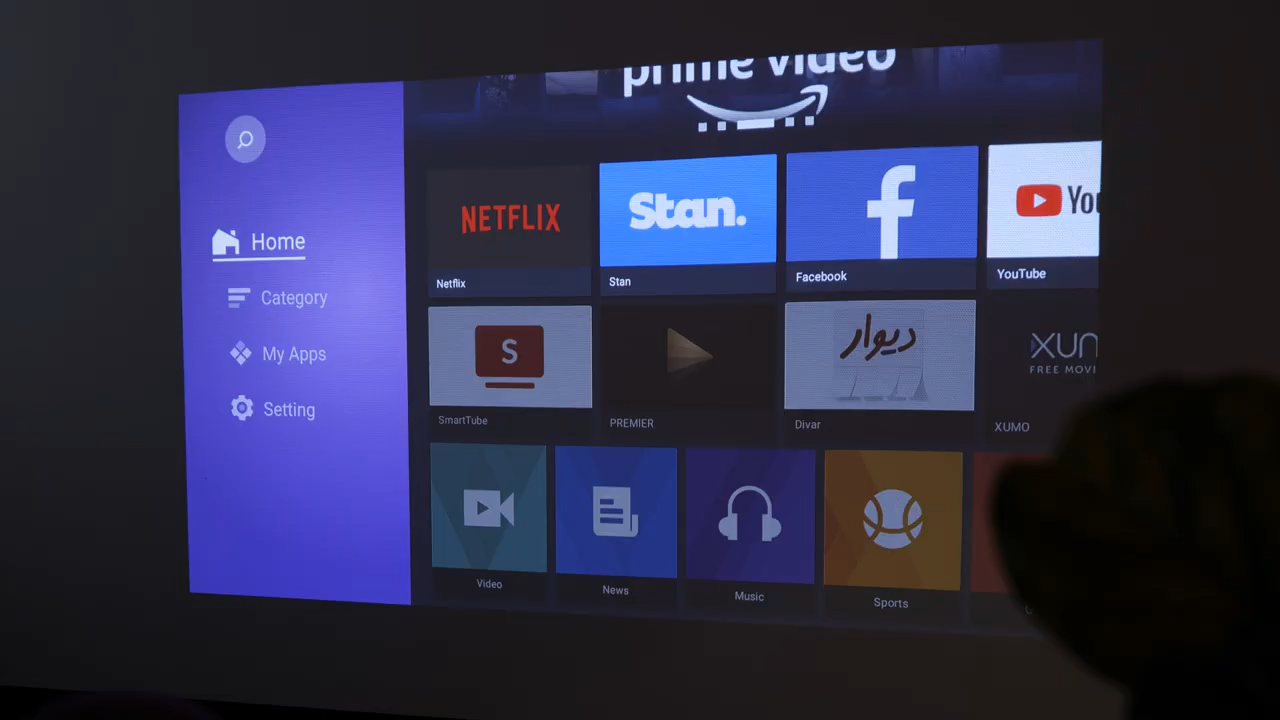 prime video
Home
Category
My Apps
Setting
NETFLIX
Stan.
f
You
Netflix
Stan
Facebook
YouTube
S
دیوار
XUM
FREE MOVI
SmartTube
PREMIER
Divar
XUMO
Video
News
Music
Sports